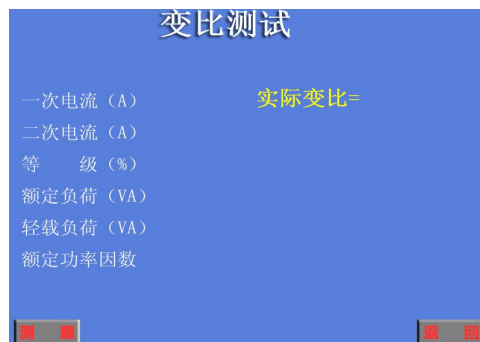 变比测试
一次电流（A）
实际变比=
二次电流（A）
等　　级（%）
额定负荷（VA）
轻载负荷（VA）
额定功率因数
测　量
返　回